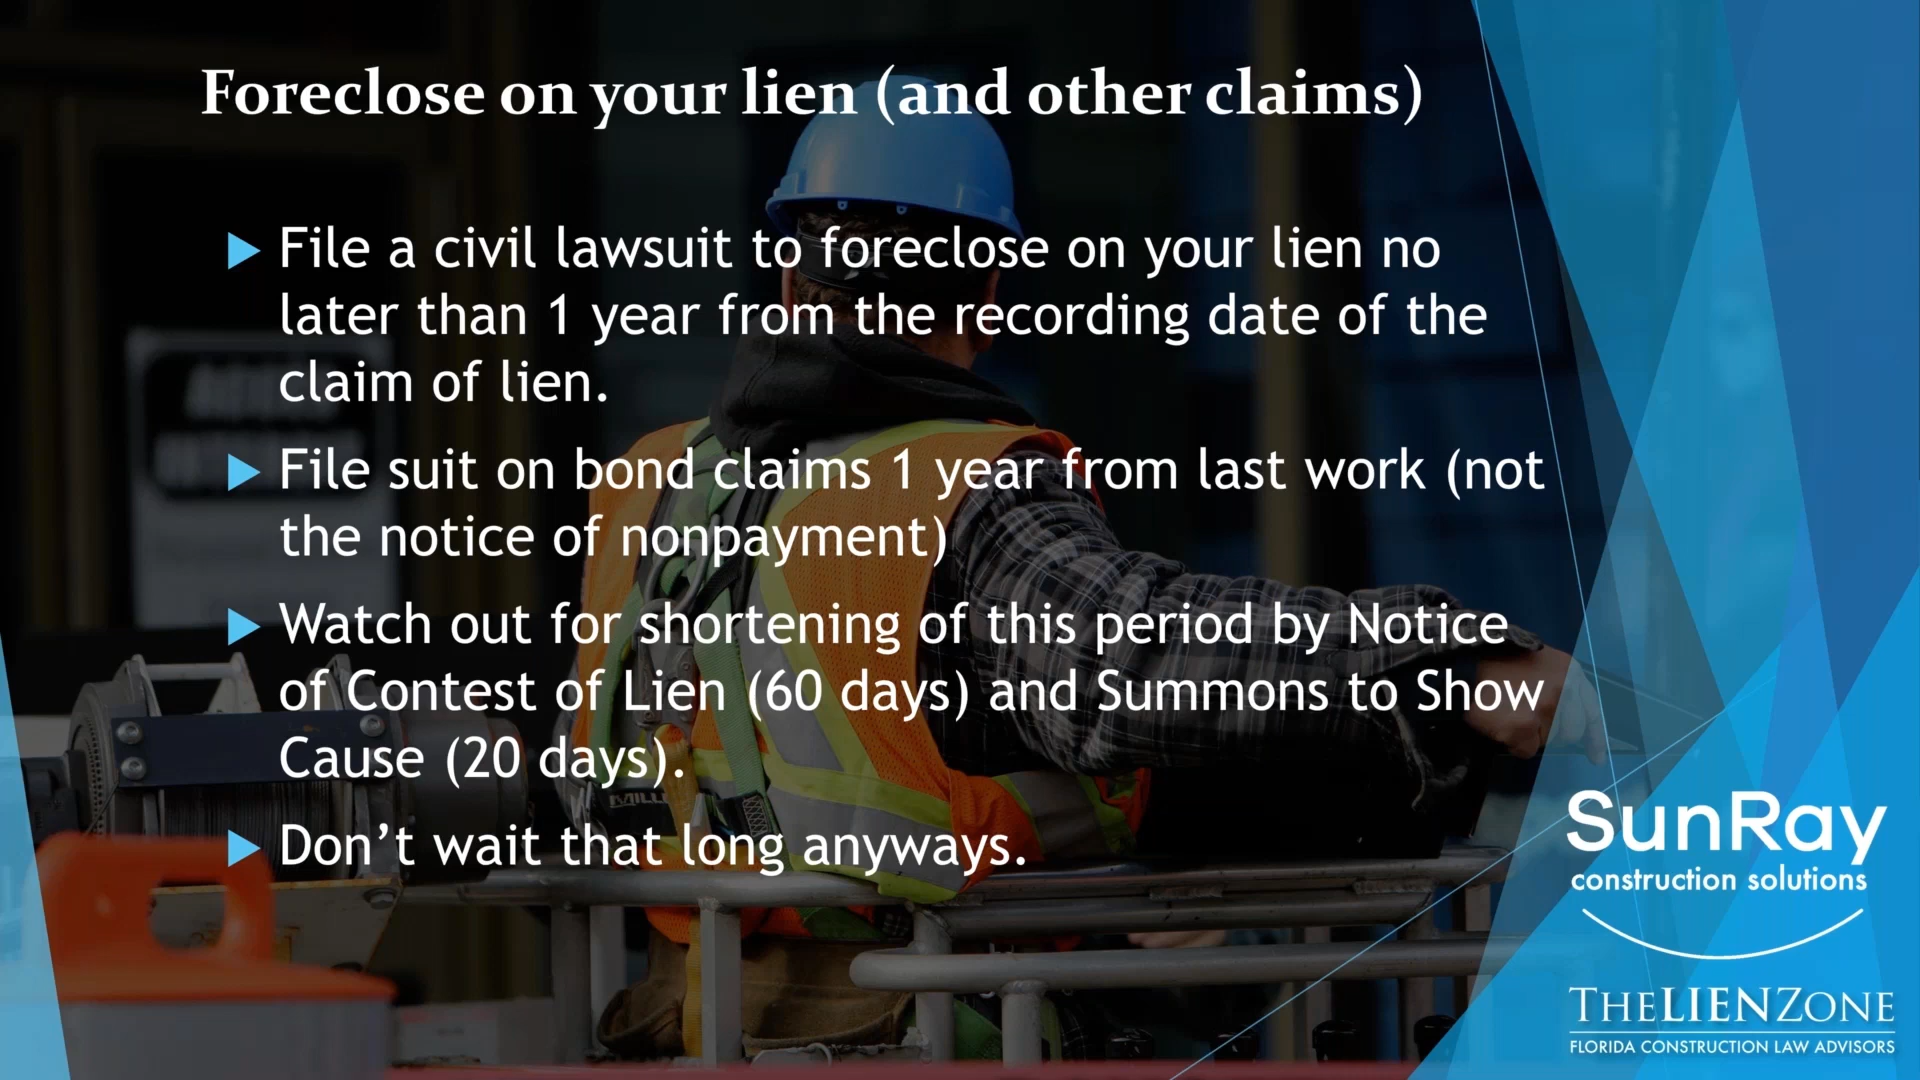 Foreclose on your lien (and other claims)
File a civil lawsuit to foreclose on your lien no
later than 1 year from the recording date of the
claim of lien.
File suit on bond claims 1 year from last work (not
the notice of nonpayment)
Watch out for shortening of this period by Notice
of Contest of Lien (60 days) and Summons to Show
Cause (20 days).
Don’t wait that long anyways.
SunRay
construction solutions
THELIENZONE
FLORIDA CONSTRUCTION LAW ADVISORS